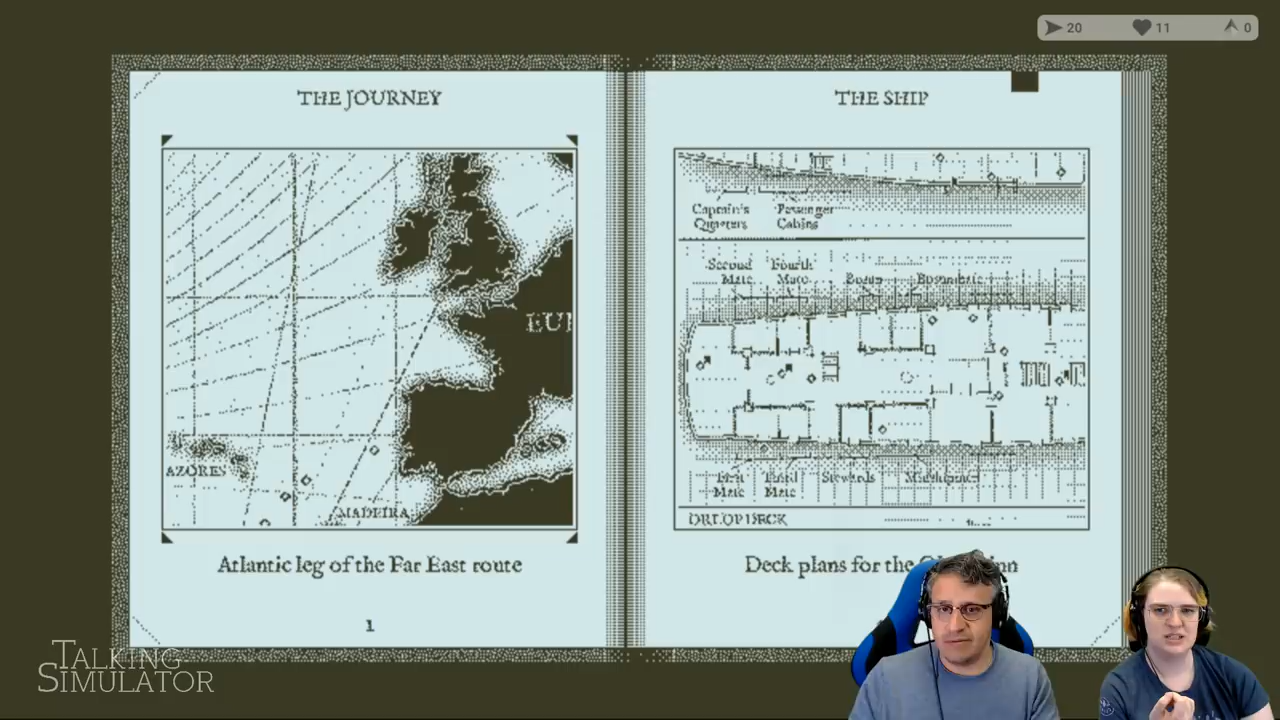 20 11 0
THE JOURNEY
THE SHIP
Captain's
Quarters
Passenger
Cabins
Second
Mate
Fourth
Mate
EUR
AZORES
MADEIRA
First
Mate
Third
Mate
Stewards
Midshipmen
ORLOP DECK
Atlantic leg of the Far East route
Deck plans for the
1
TALKING
SIMULATOR